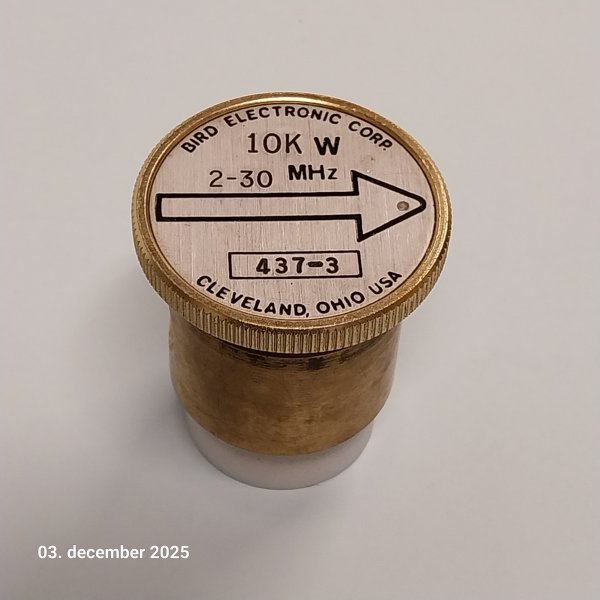 BIRD ELECTRONIC CORP.
10K W
2-30 MHz
437-3
CLEVELAND, OHIO USA
03. december 2025